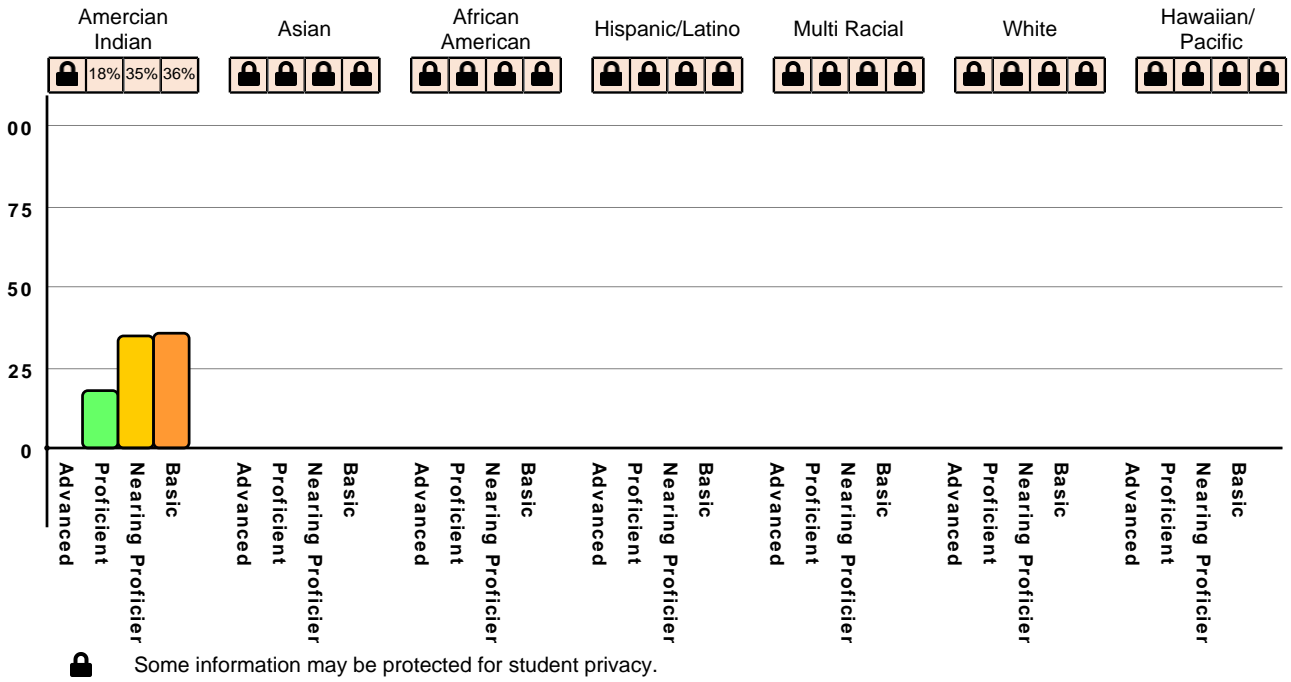 Amercian
Indian
Asian
African
American
Hispanic/Latino
Multi Racial
White
Hawaiian/
Pacific
18% 35% 36%
00
75
50
25
0
Advanced
Proficient
Nearing Proficier
Basic
Advanced
Proficient
Nearing Proficier
Basic
Advanced
Proficient
Nearing Proficier
Basic
Advanced
Proficient
Nearing Proficier
Basic
Advanced
Proficient
Nearing Proficier
Basic
Advanced
Proficient
Nearing Proficier
Basic
Advanced
Proficient
Nearing Proficier
Basic
Some information may be protected for student privacy.